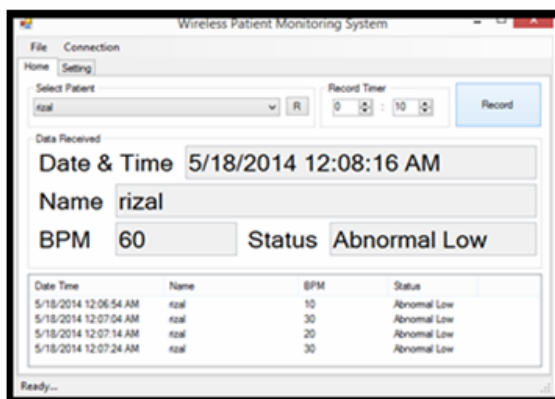 Wireless Patient Monitoring System
File Connection
Home Setting
Select Patient Record Timer
rizal R 0 : 10 Record
Data Received
Date & Time 5/18/2014 12:08:16 AM
Name rizal
BPM 60 Status Abnormal Low
Date Time Name BPM Status
5/18/2014 12:06:54 AM rizal 10 Abnormal Low
5/18/2014 12:07:04 AM rizal 30 Abnormal Low
5/18/2014 12:07:14 AM rizal 20 Abnormal Low
5/18/2014 12:07:24 AM rizal 30 Abnormal Low
Ready...